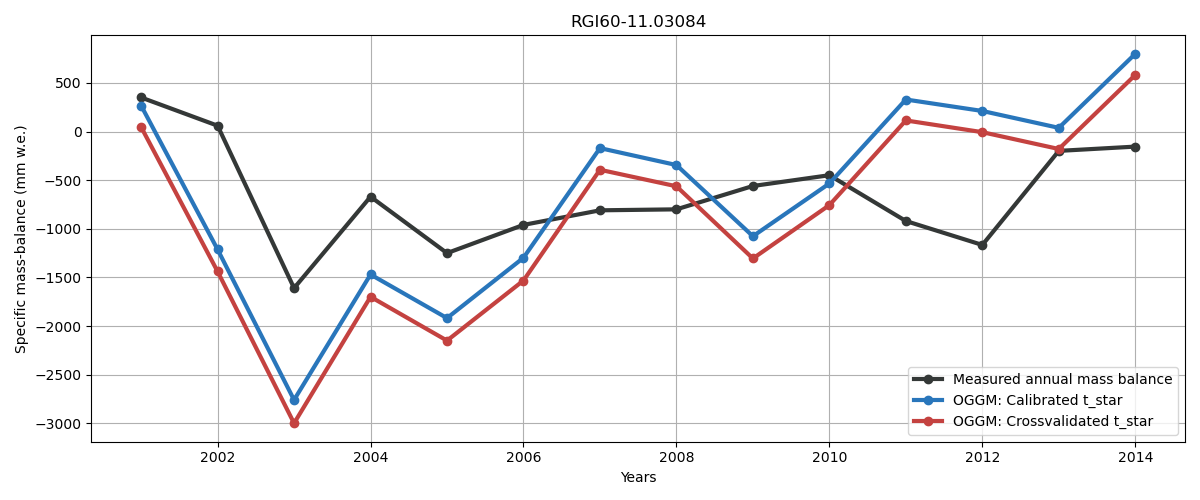 RGI60-11.03084
Specific mass-balance (mm w.e.)
500
0
−500
−1000
−1500
−2000
−2500
−3000
Measured annual mass balance
OGGM: Calibrated t_star
OGGM: Crossvalidated t_star
2002 2004 2006 2008 2010 2012 2014
Years